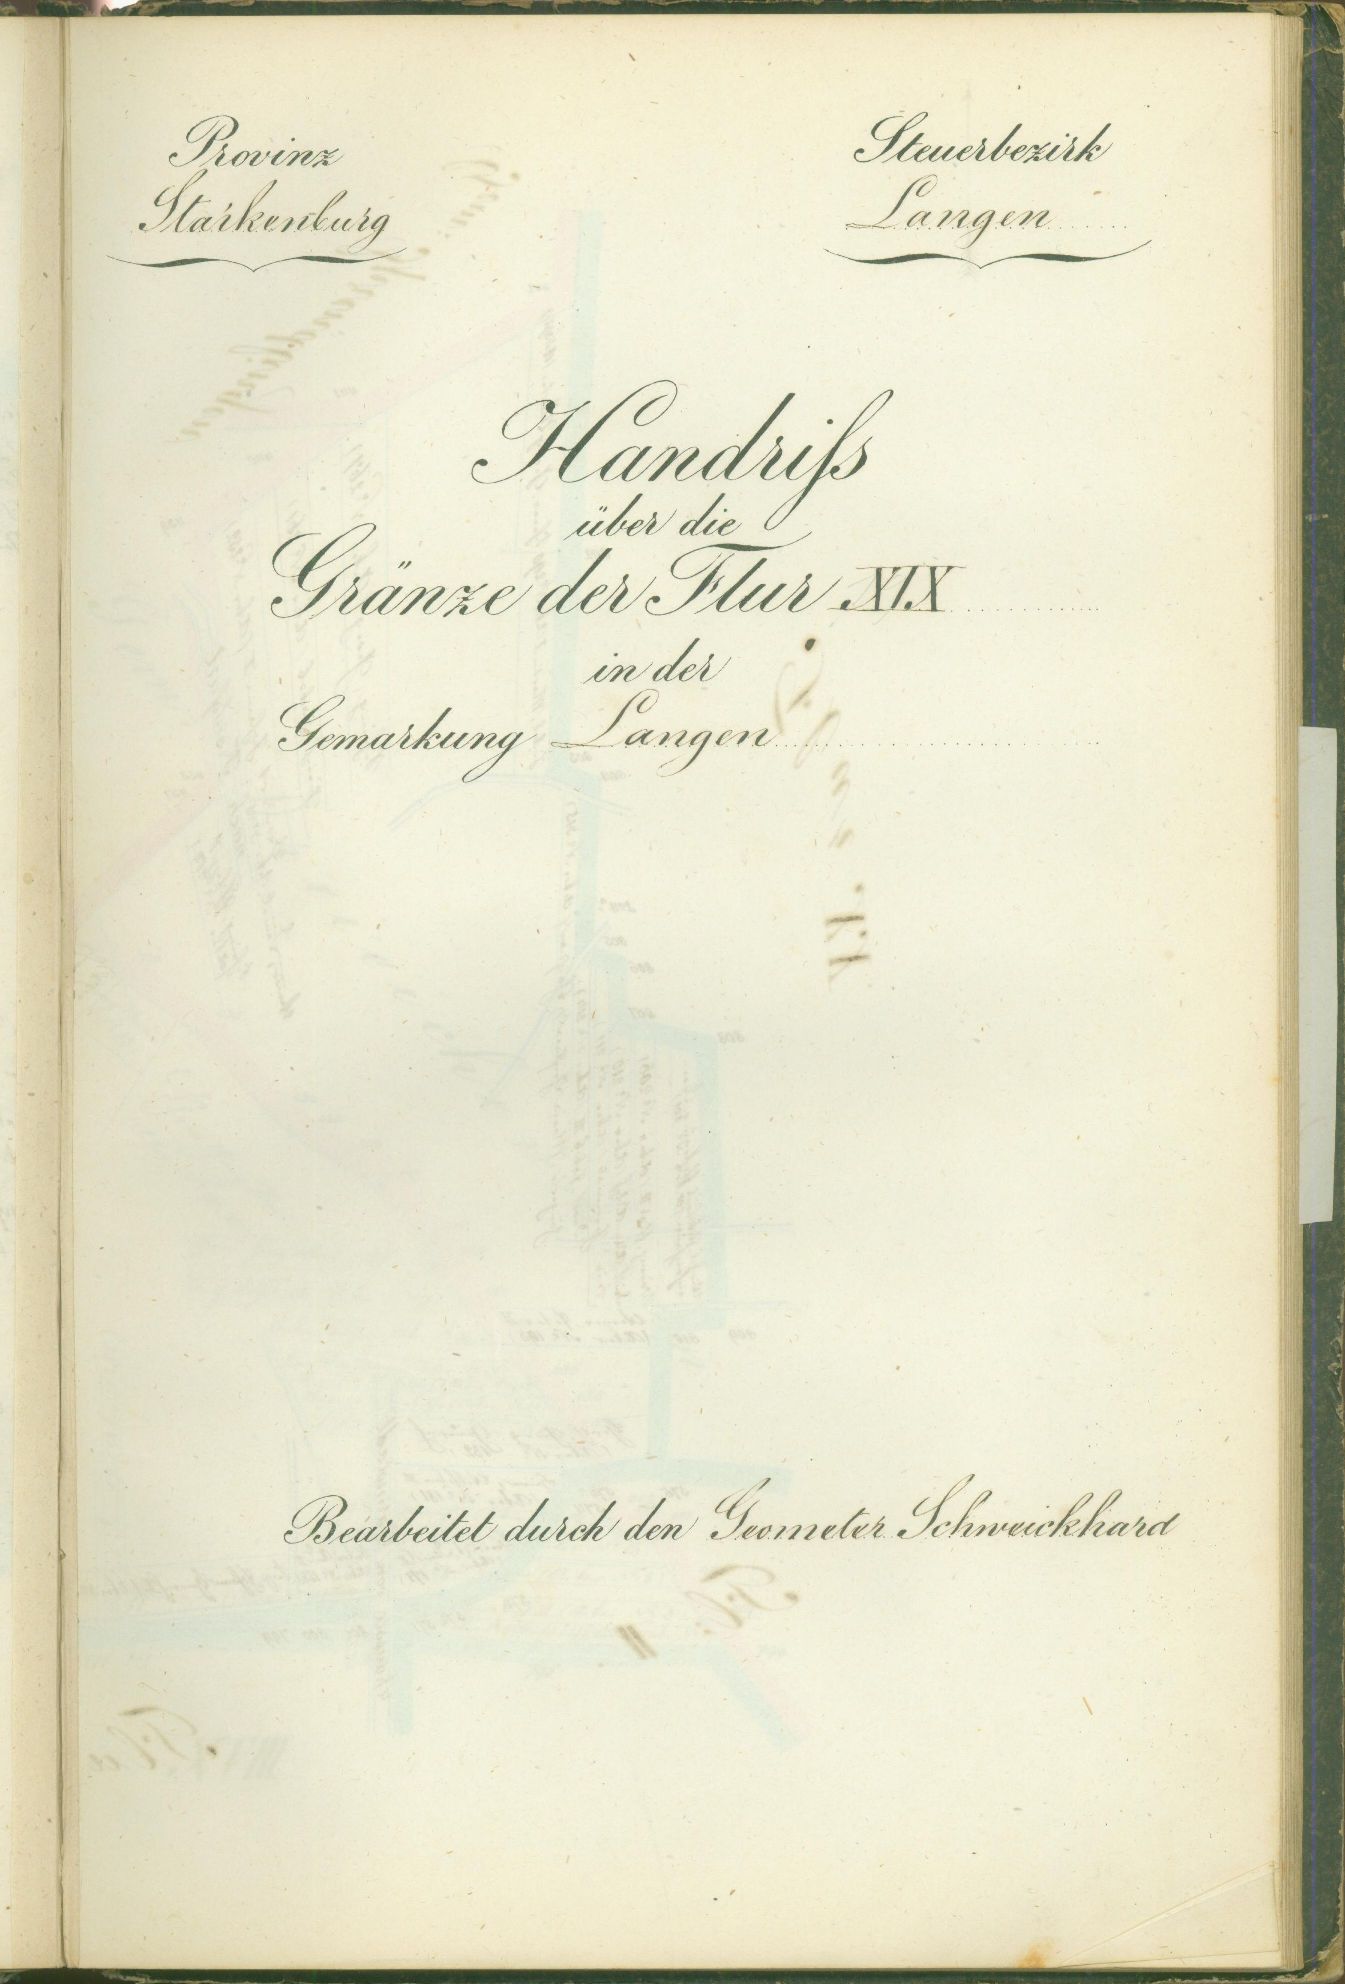 Provinz
Starkenburg
Steuerbezirk
Langen
Handriſs
über die
Gränze der Flur XIX
in der
Gemarkung Langen
Bearbeitet durch den Geometer Schweickhard